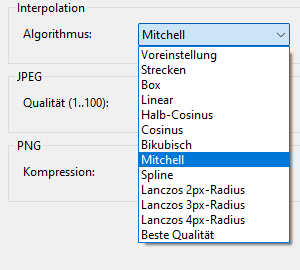 Interpolation
Algorithmus: Mitchell
Voreinstellung
Strecken
Box
Linear
Halb-Cosinus
Cosinus
Bikubisch
Mitchell
Spline
Lanczos 2px-Radius
Lanczos 3px-Radius
Lanczos 4px-Radius
Beste Qualität
JPEG
Qualität (1..100):
PNG
Kompression: